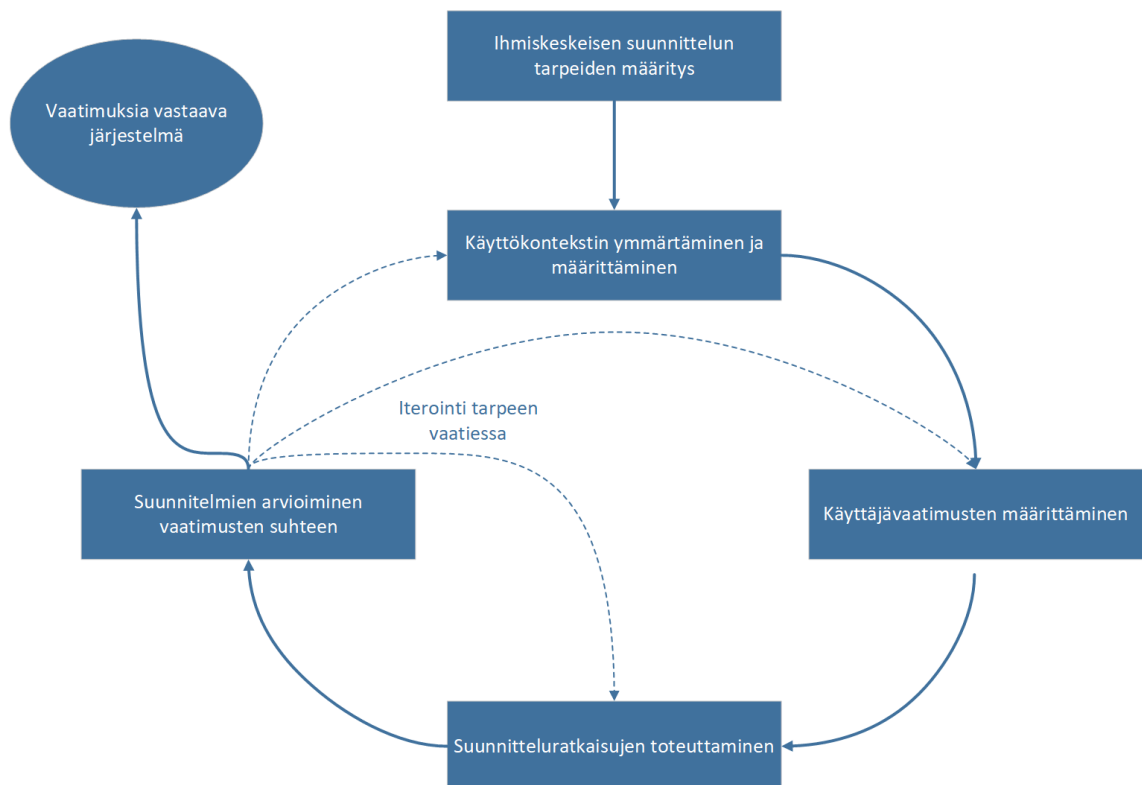 Ihmiskeskeisen suunnittelun
tarpeiden määritys
Vaatimuksia vastaava
järjestelmä
Käyttökontekstin ymmärtäminen ja
määrittäminen
Iterointi tarpeen
vaatiessa
Suunnitelmien arvioiminen
vaatimusten suhteen
Käyttäjävaatimusten määrittäminen
Suunnitteluratkaisujen toteuttaminen